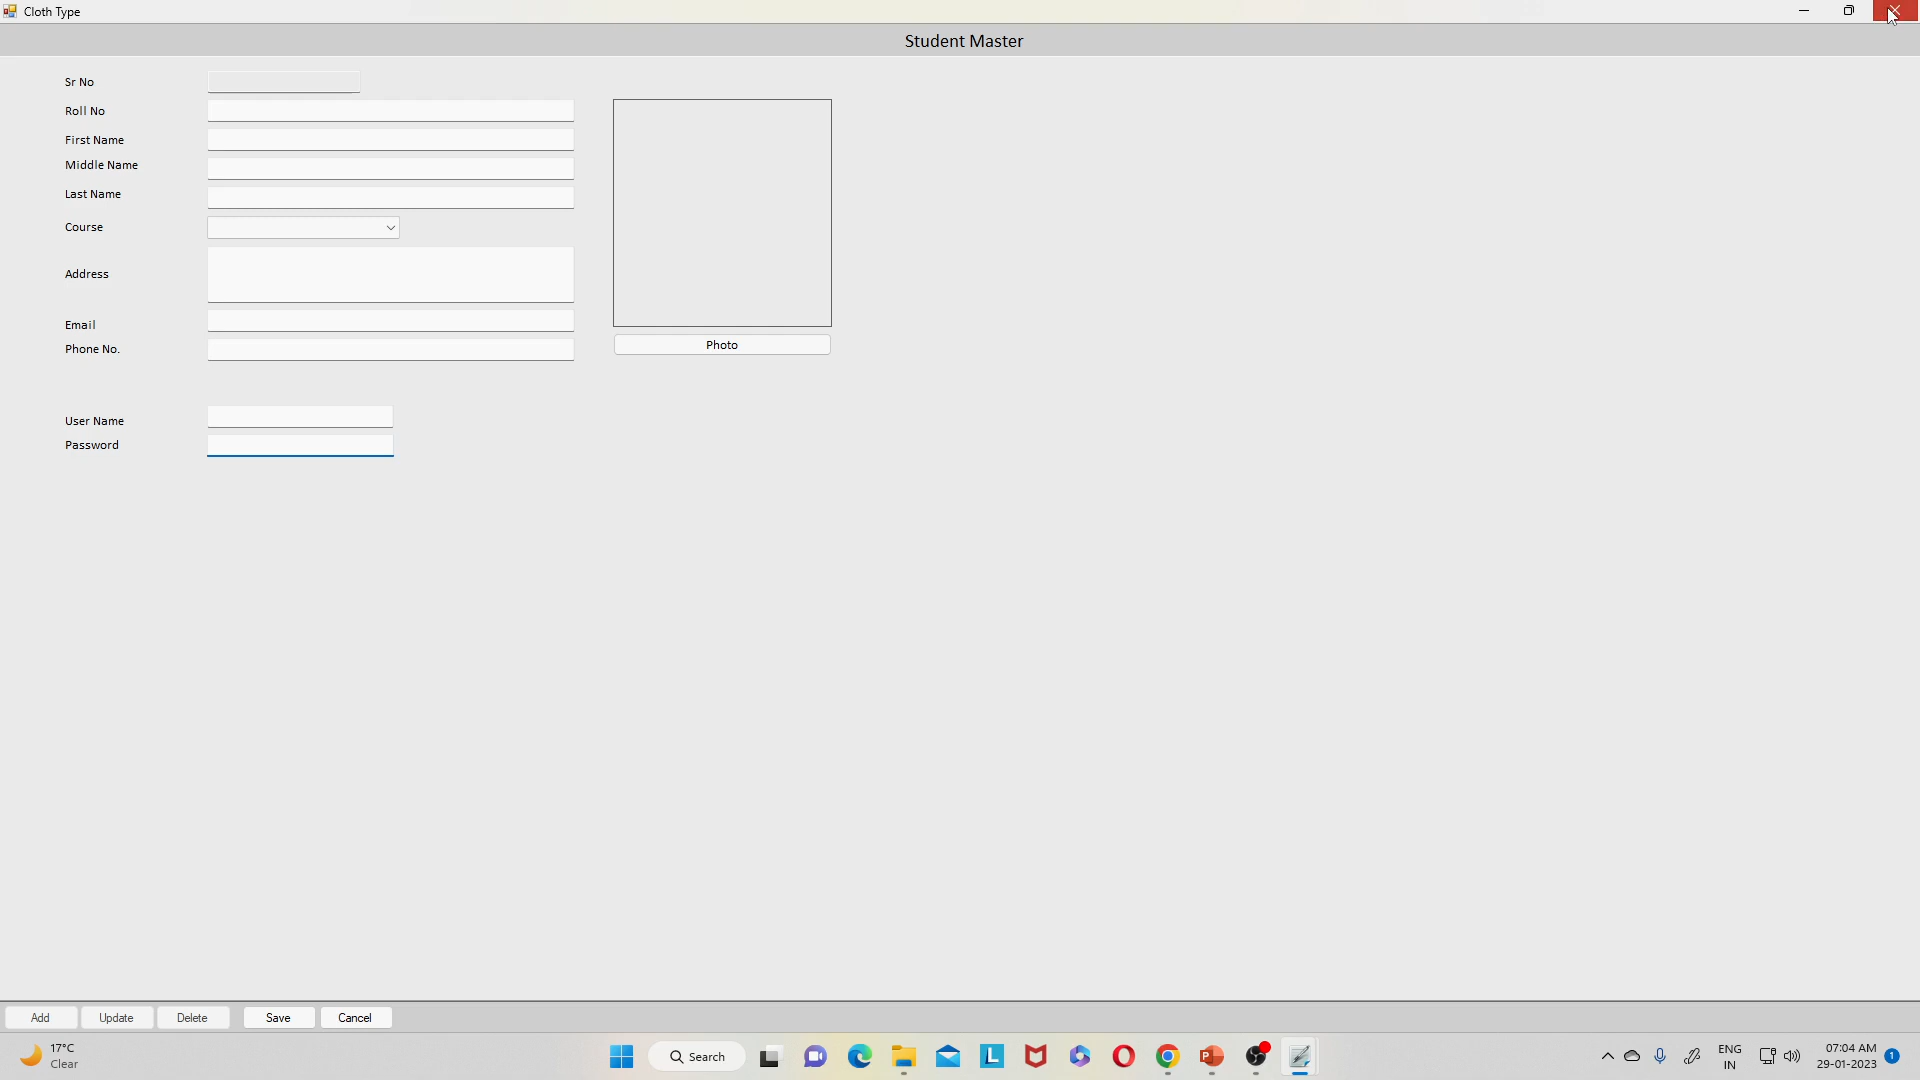 Cloth Type
Student Master
Sr No
Roll No
First Name
Middle Name
Last Name
Course
Address
Email
Phone No.
Photo
User Name
Password
Add Update Delete Save Cancel
17°C
Clear
Search
L
P
ENG
IN
07:04 AM
29-01-2023
1